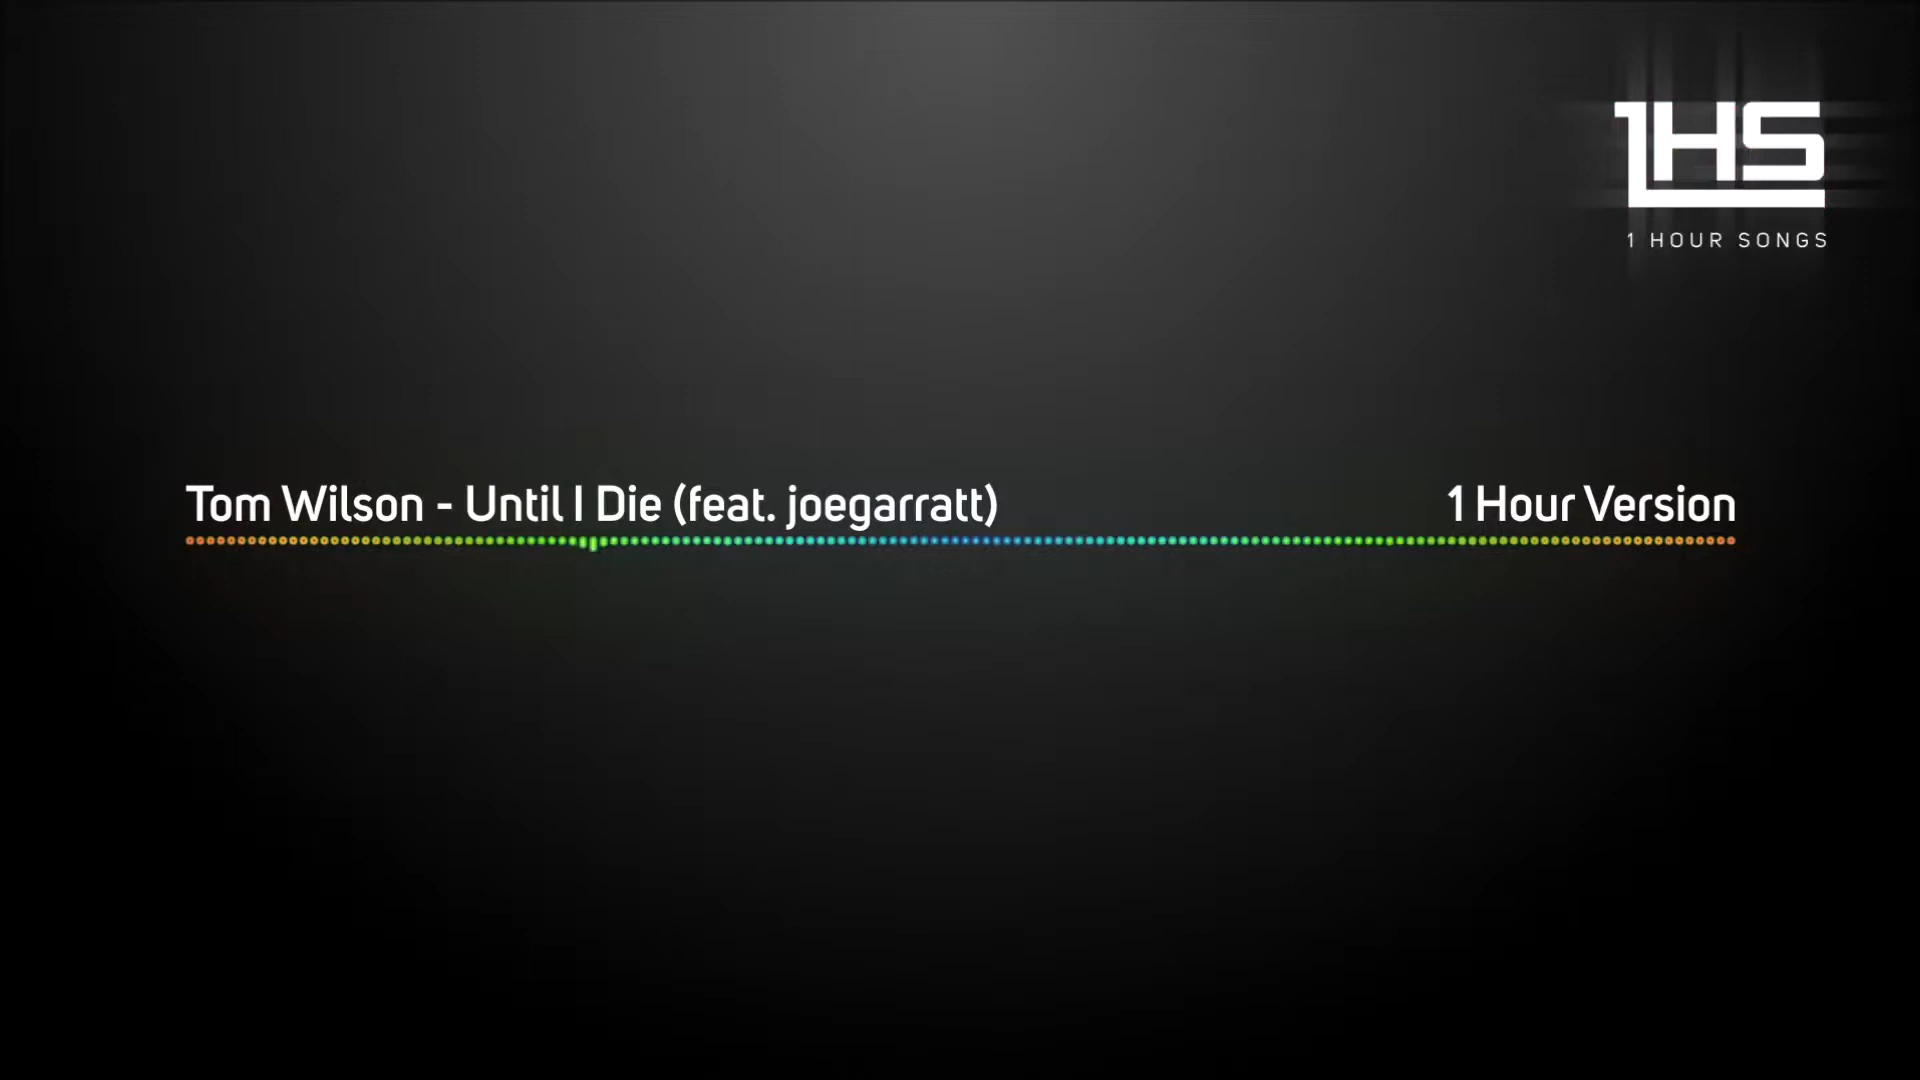 1HS
1 HOUR SONGS
Tom Wilson - Until I Die (feat. joegarratt)
1 Hour Version